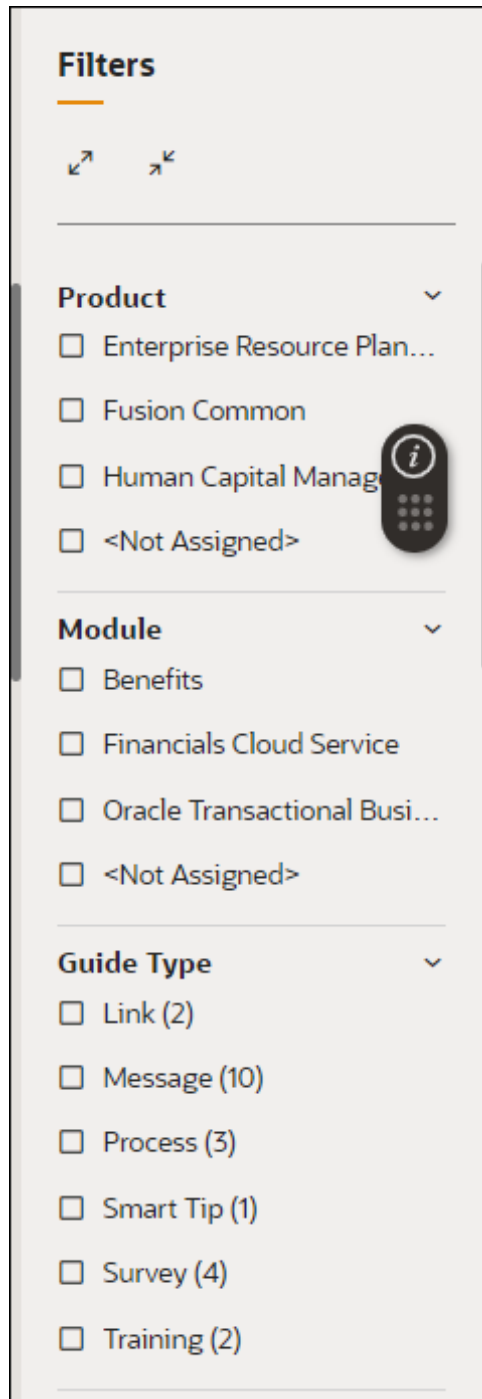 Filters
Product
Enterprise Resource Plan...
Fusion Common
Human Capital
<Not Assigned>
Module
Benefits
Financials Cloud Service
Oracle Transactional Busi...
<Not Assigned>
Guide Type
Link (2)
Message (10)
Process (3)
Smart Tip (1)
Survey (4)
Training (2)